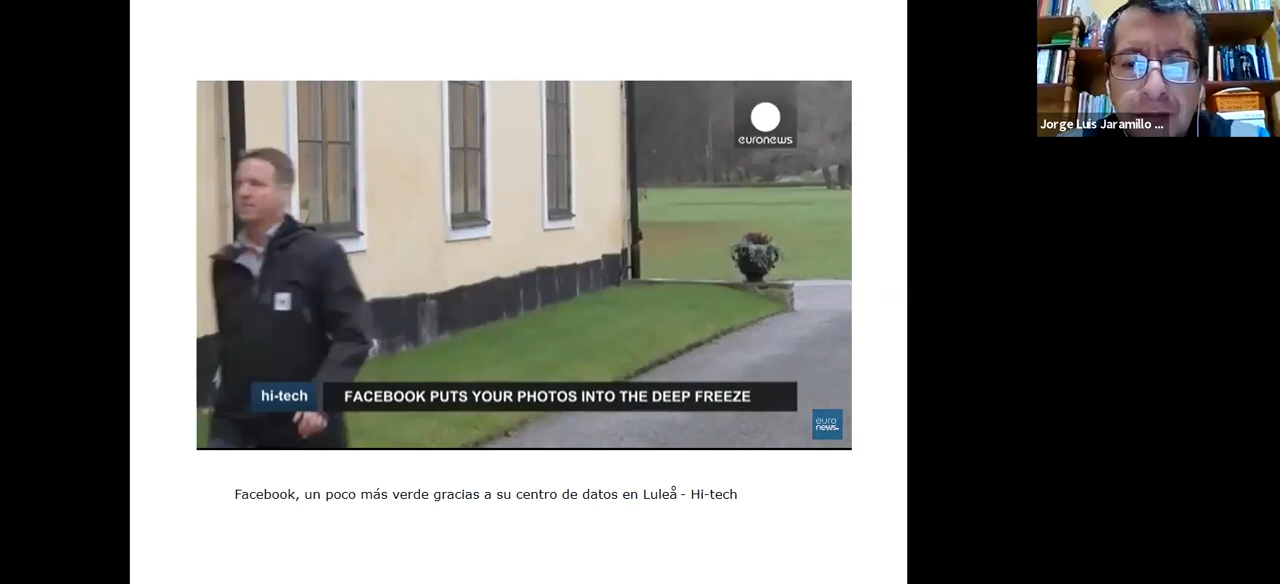 euronews
Jorge Luis Jaramillo ...
hi-tech
FACEBOOK PUTS YOUR PHOTOS INTO THE DEEP FREEZE
euro
news.
Facebook, un poco más verde gracias a su centro de datos en Luleå - Hi-tech